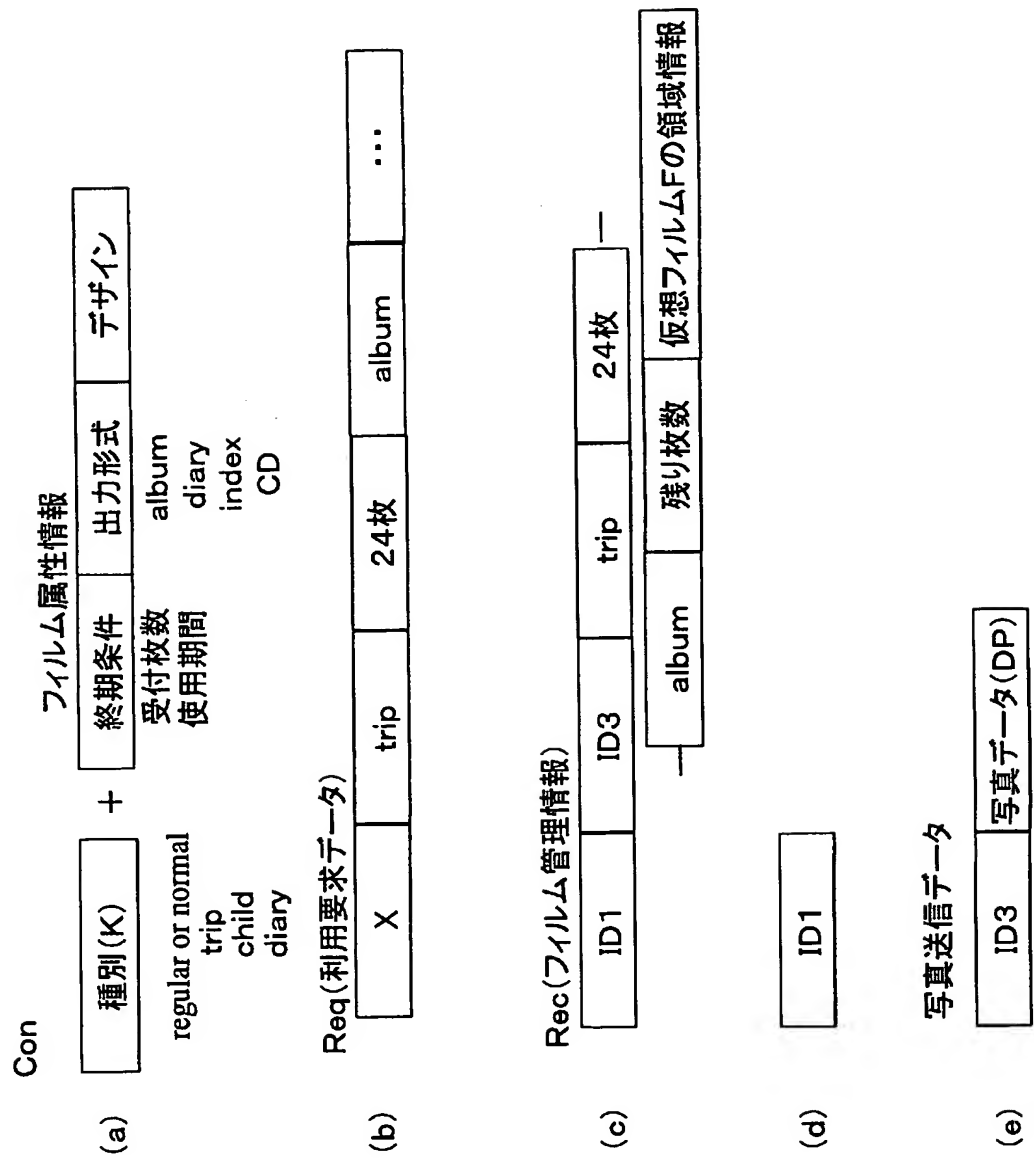 Con
フィルム属性情報
(a) 種別(K) + 終期条件 出力形式 デザイン
regular or normal
trip
child
diary
受付枚数
使用期間
album
diary
index
CD
Req(利用要求データ)
(b) X trip 24枚 album ...
Rec(フィルム管理情報)
(c) ID1 ID3 trip 24枚 —
— album 残り枚数 仮想フィルムFの領域情報
(d) ID1
写真送信データ
(e) ID3 写真データ(DP)